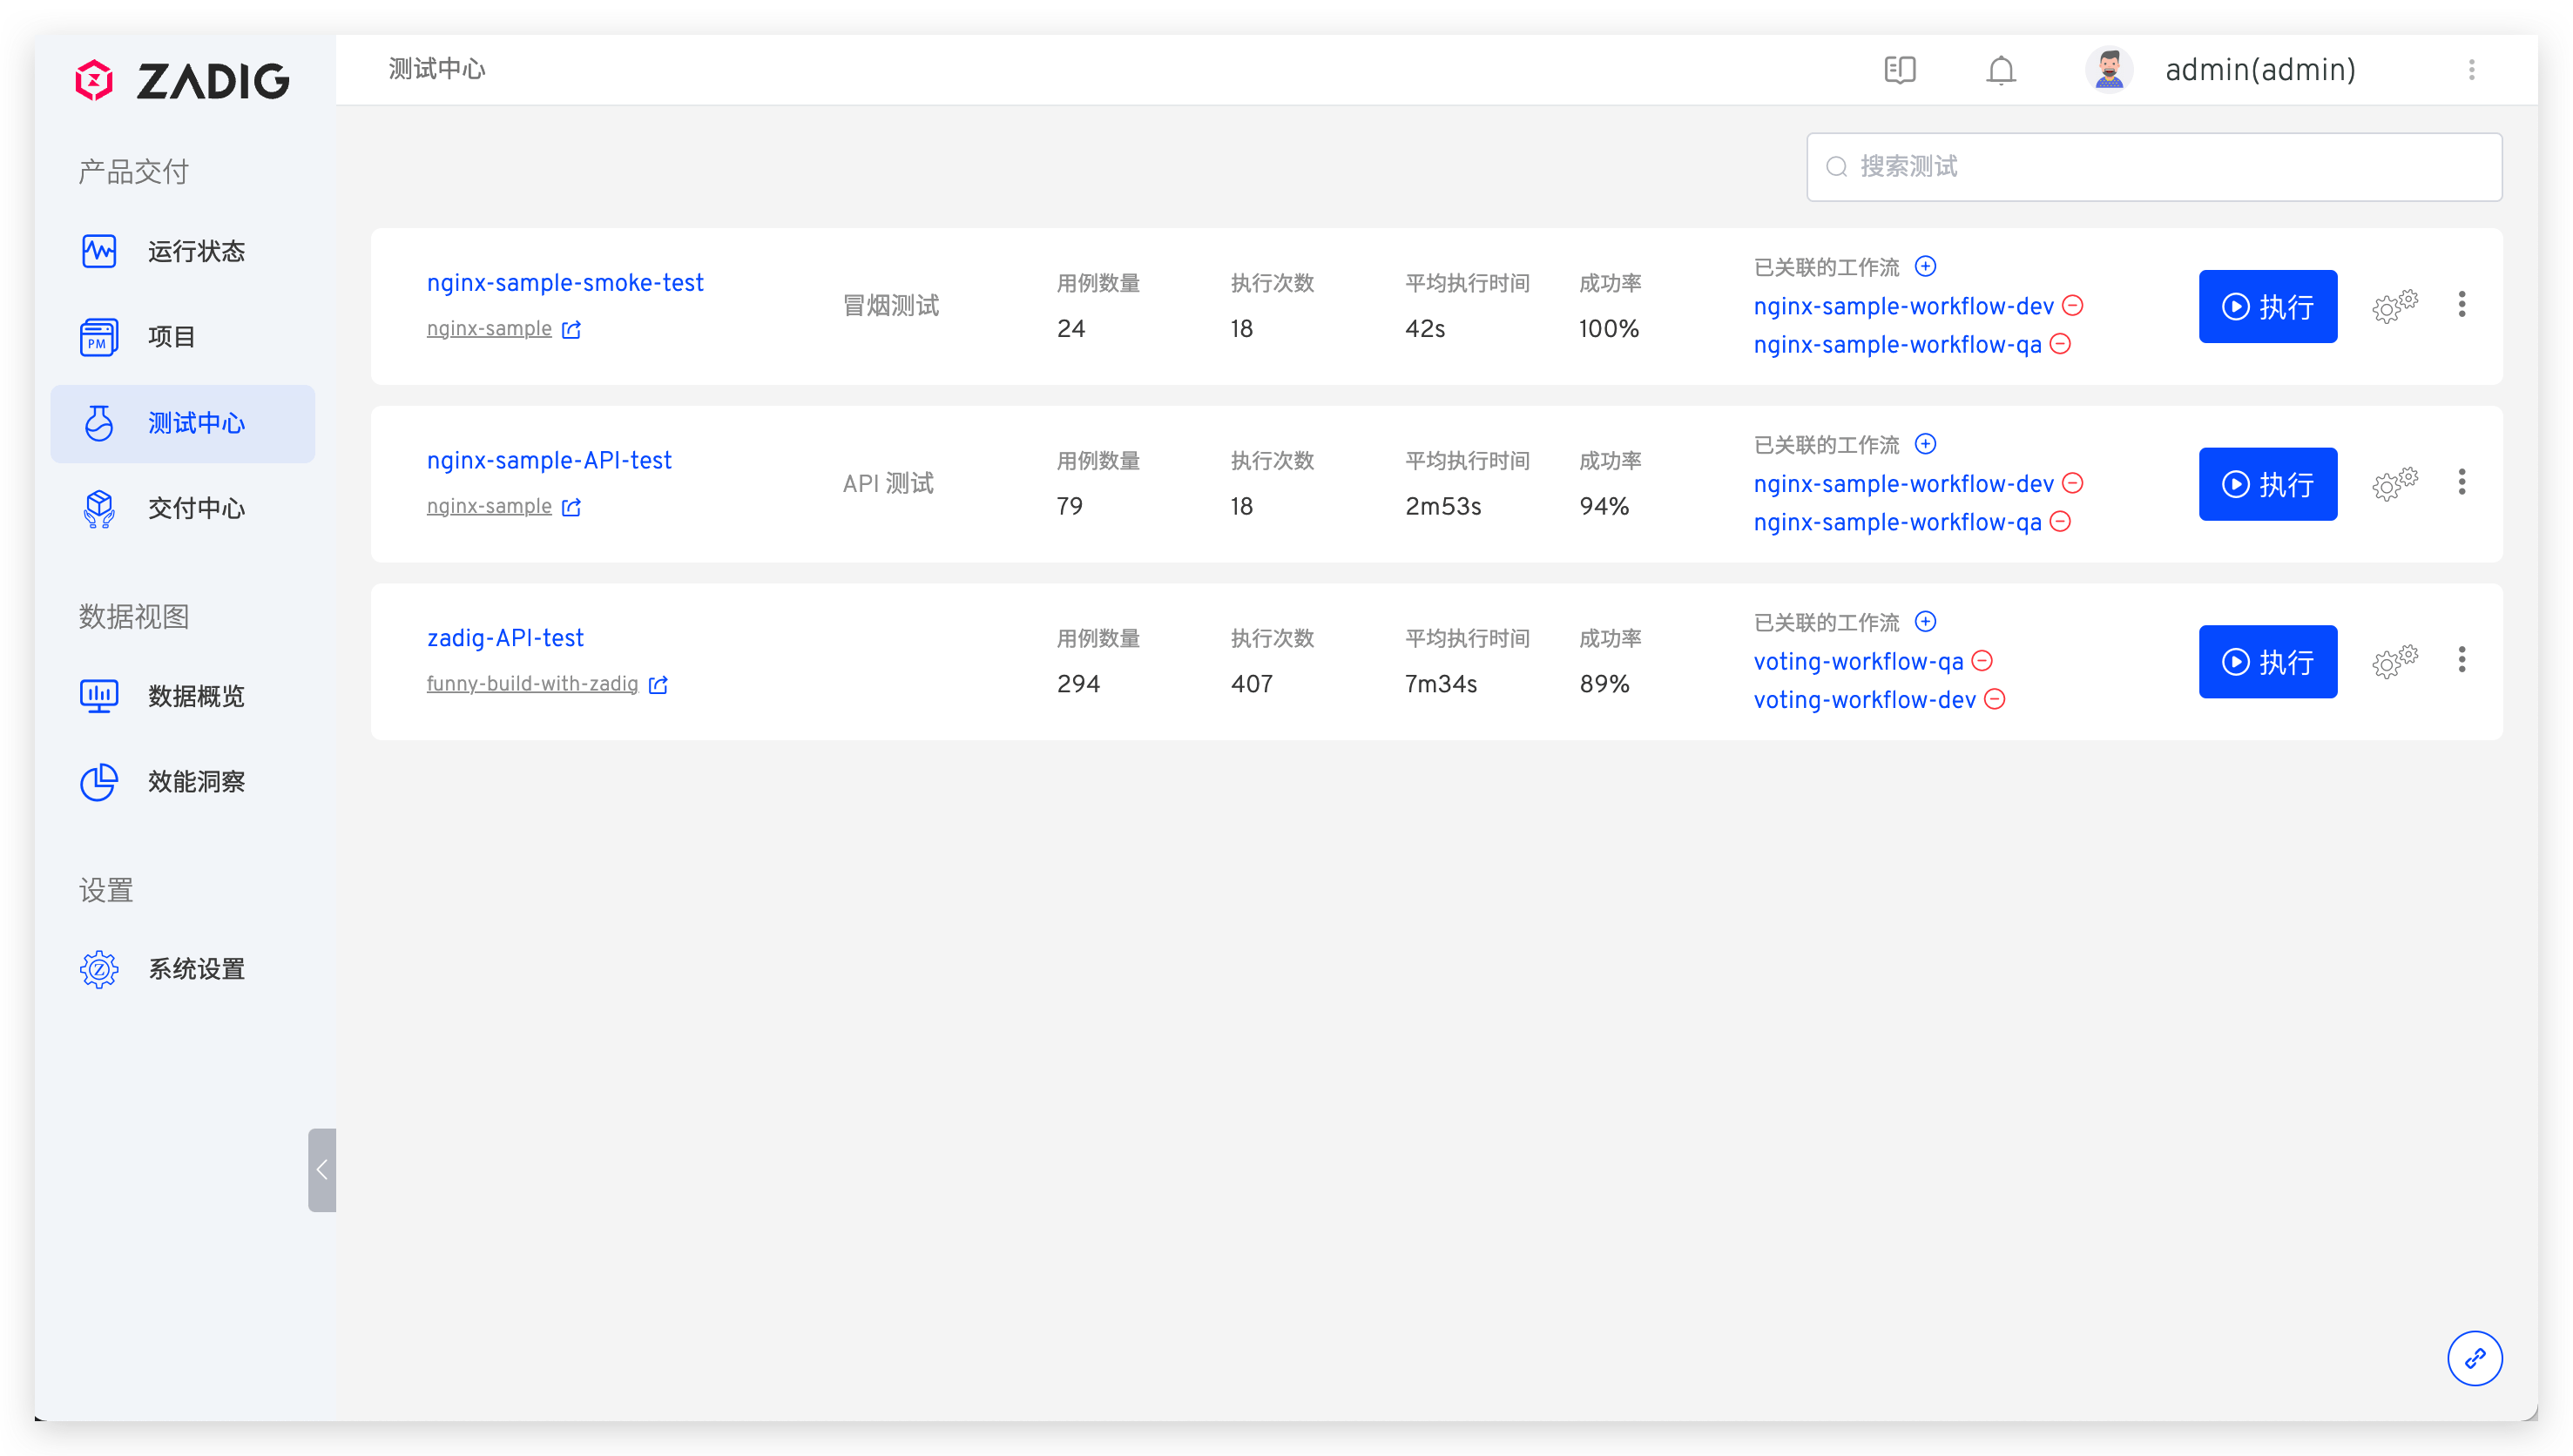 ZADIG
测试中心
admin(admin)
产品交付
运行状态
PM
项目
测试中心
交付中心
数据视图
数据概览
效能洞察
设置
Z
系统设置
搜索测试
nginx-sample-smoke-test
nginx-sample
冒烟测试
用例数量
24
执行次数
18
平均执行时间
42s
成功率
100%
已关联的工作流
nginx-sample-workflow-dev
nginx-sample-workflow-qa
执行
nginx-sample-API-test
nginx-sample
API 测试
用例数量
79
执行次数
18
平均执行时间
2m53s
成功率
94%
已关联的工作流
nginx-sample-workflow-dev
nginx-sample-workflow-qa
执行
zadig-API-test
funny-build-with-zadig
用例数量
294
执行次数
407
平均执行时间
7m34s
成功率
89%
已关联的工作流
voting-workflow-qa
voting-workflow-dev
执行